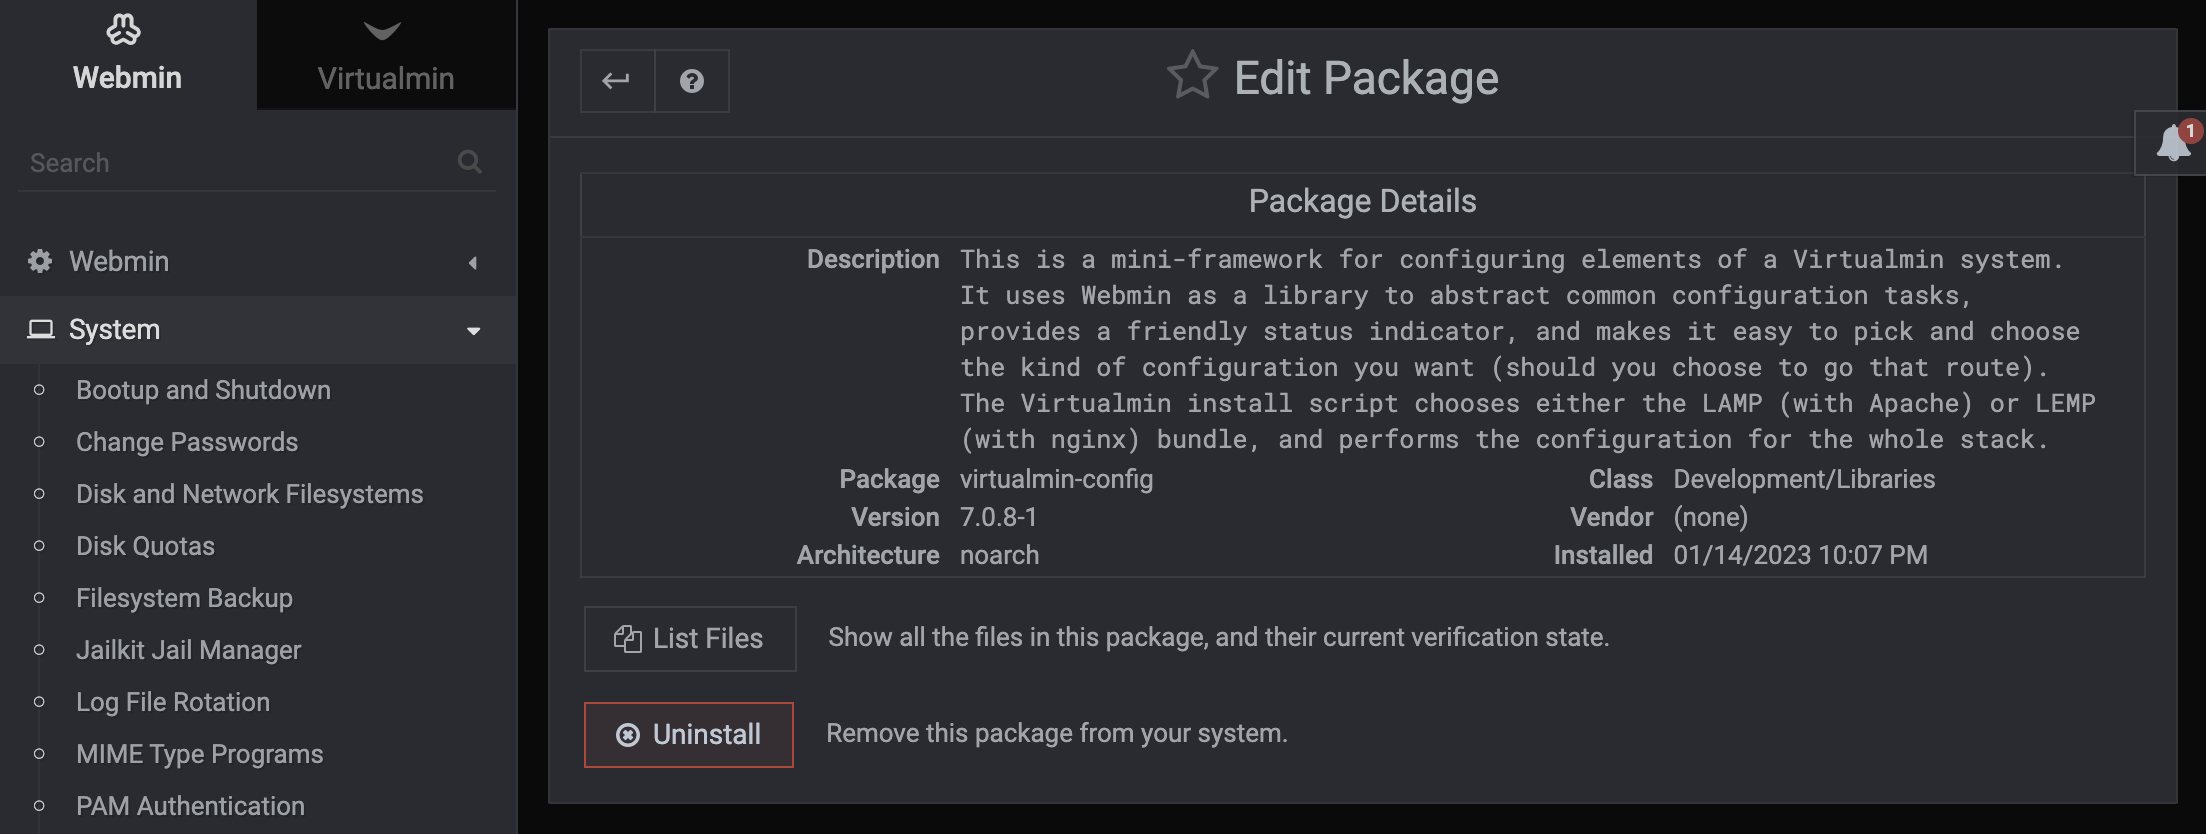 Webmin
Virtualmin
Search
Webmin
System
Bootup and Shutdown
Change Passwords
Disk and Network Filesystems
Disk Quotas
Filesystem Backup
Jailkit Jail Manager
Log File Rotation
MIME Type Programs
PAM Authentication
Edit Package
1
Package Details
Description This is a mini-framework for configuring elements of a Virtualmin system.
It uses Webmin as a library to abstract common configuration tasks,
provides a friendly status indicator, and makes it easy to pick and choose
the kind of configuration you want (should you choose to go that route).
The Virtualmin install script chooses either the LAMP (with Apache) or LEMP
(with nginx) bundle, and performs the configuration for the whole stack.
Package virtualmin-config Class Development/Libraries
Version 7.0.8-1 Vendor (none)
Architecture noarch Installed 01/14/2023 10:07 PM
List Files Show all the files in this package, and their current verification state.
Uninstall Remove this package from your system.